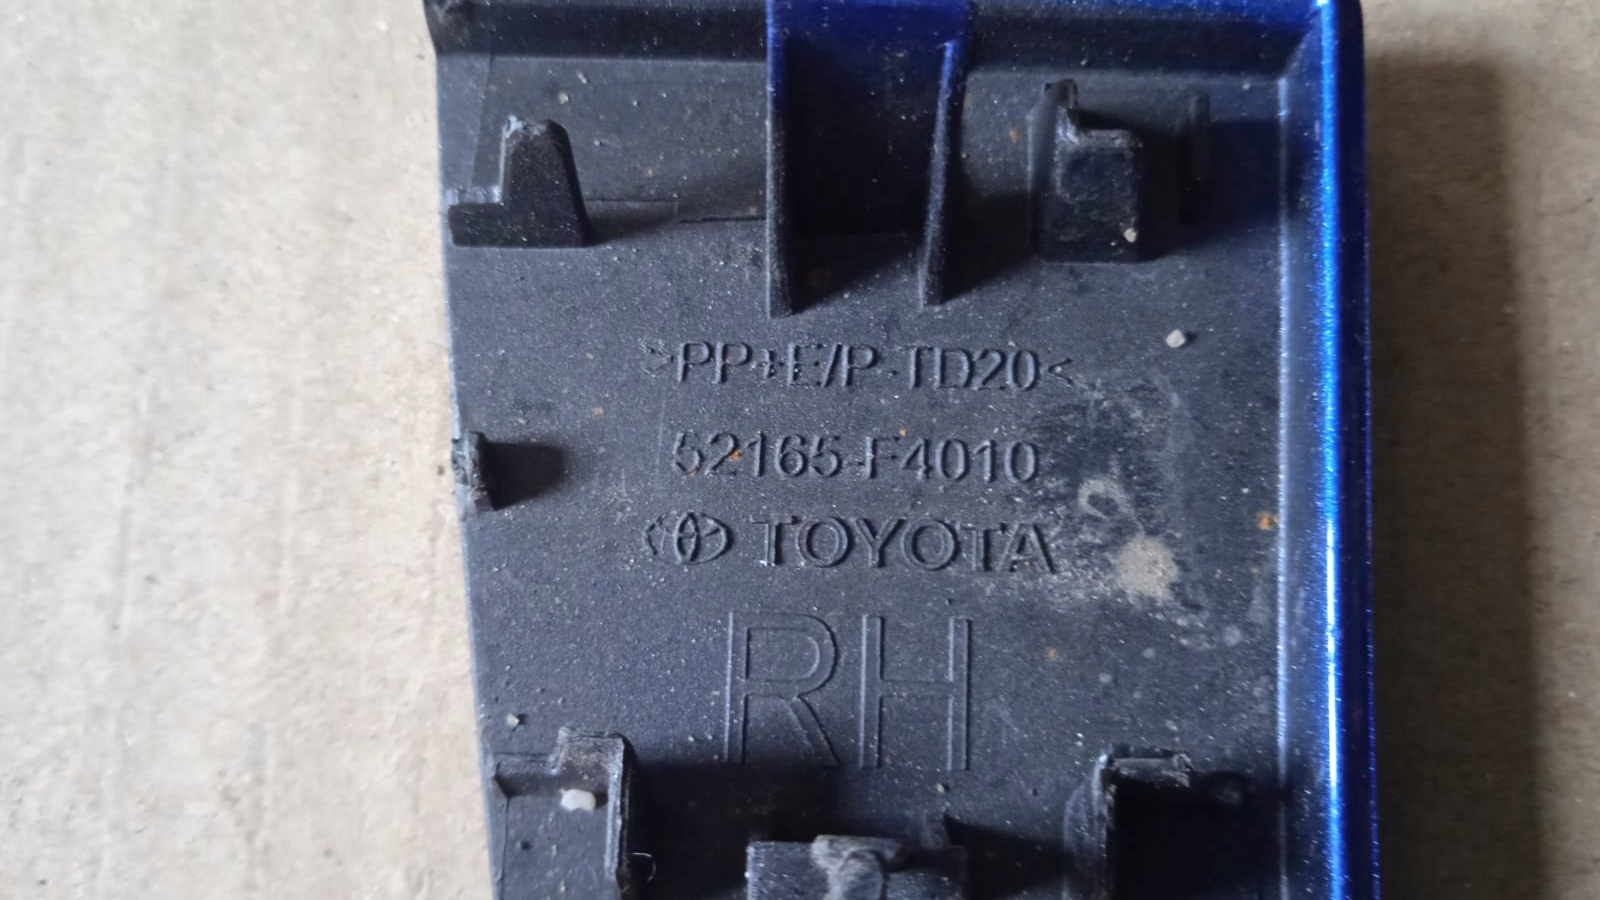 >PP+E/P-TD20<
52165-F4010
TOYOTA
RH